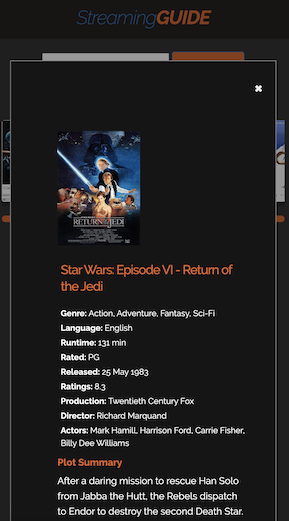 StreamingGUIDE
✖
RETURN OF THE JEDI
Star Wars: Episode VI - Return of
the Jedi
Genre: Action, Adventure, Fantasy, Sci-Fi
Language: English
Runtime: 131 min
Rated: PG
Released: 25 May 1983
Ratings: 8.3
Production: Twentieth Century Fox
Director: Richard Marquand
Actors: Mark Hamill, Harrison Ford, Carrie Fisher,
Billy Dee Williams
Plot Summary
After a daring mission to rescue Han Solo
from Jabba the Hutt, the Rebels dispatch
to Endor to destroy the second Death Star.